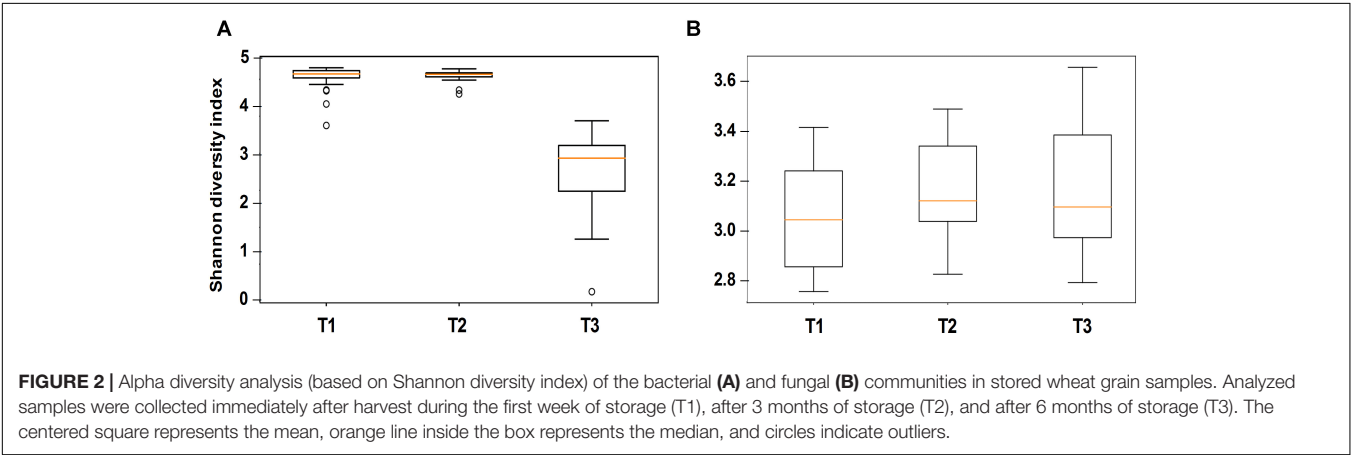 A
B
Shannon diversity index
5
4
3
2
1
0
T1
T2
T3
3.6
3.4
3.2
3.0
2.8
T1
T2
T3
FIGURE 2 | Alpha diversity analysis (based on Shannon diversity index) of the bacterial (A) and fungal (B) communities in stored wheat grain samples. Analyzed
samples were collected immediately after harvest during the first week of storage (T1), after 3 months of storage (T2), and after 6 months of storage (T3). The
centered square represents the mean, orange line inside the box represents the median, and circles indicate outliers.